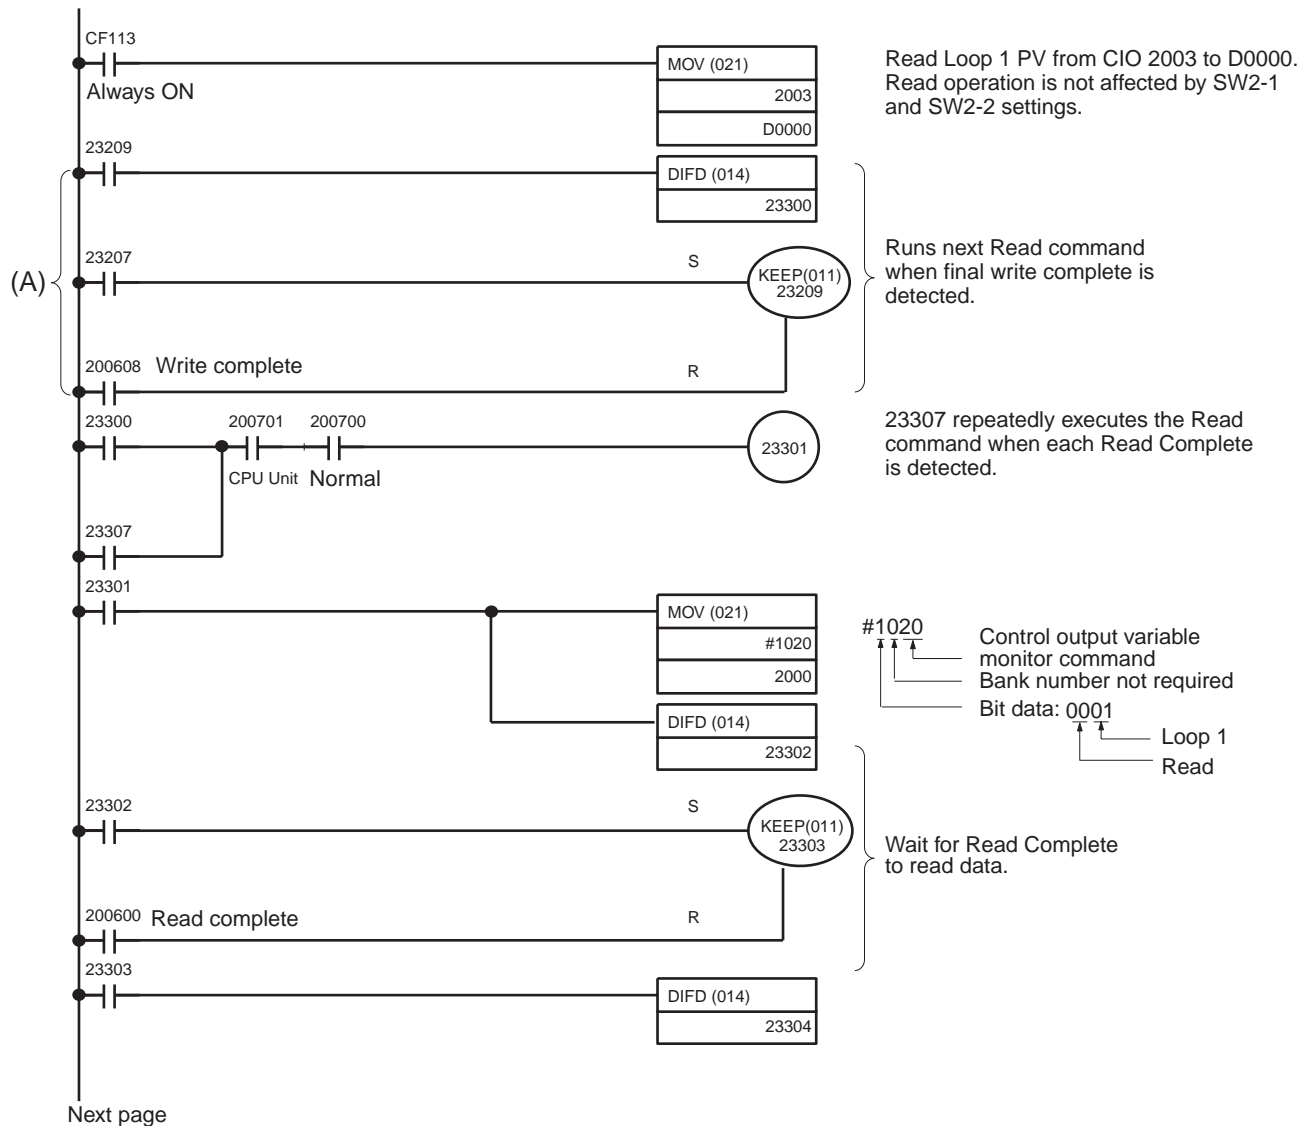 CF113
Always ON
MOV (021)
2003
D0000
Read Loop 1 PV from CIO 2003 to D0000.
Read operation is not affected by SW2-1
and SW2-2 settings.
23209
DIFD (014)
23300
(A)
23207
S
KEEP(011)
23209
Runs next Read command
when final write complete is
detected.
200608
Write complete
R
23300
200701
200700
CPU Unit
Normal
23301
23307 repeatedly executes the Read
command when each Read Complete
is detected.
23307
23301
MOV (021)
#1020
2000
#1020
Control output variable
monitor command
Bank number not required
Bit data: 0001
Loop 1
Read
DIFD (014)
23302
23302
S
KEEP(011)
23303
Wait for Read Complete
to read data.
200600
Read complete
R
23303
DIFD (014)
23304
Next page